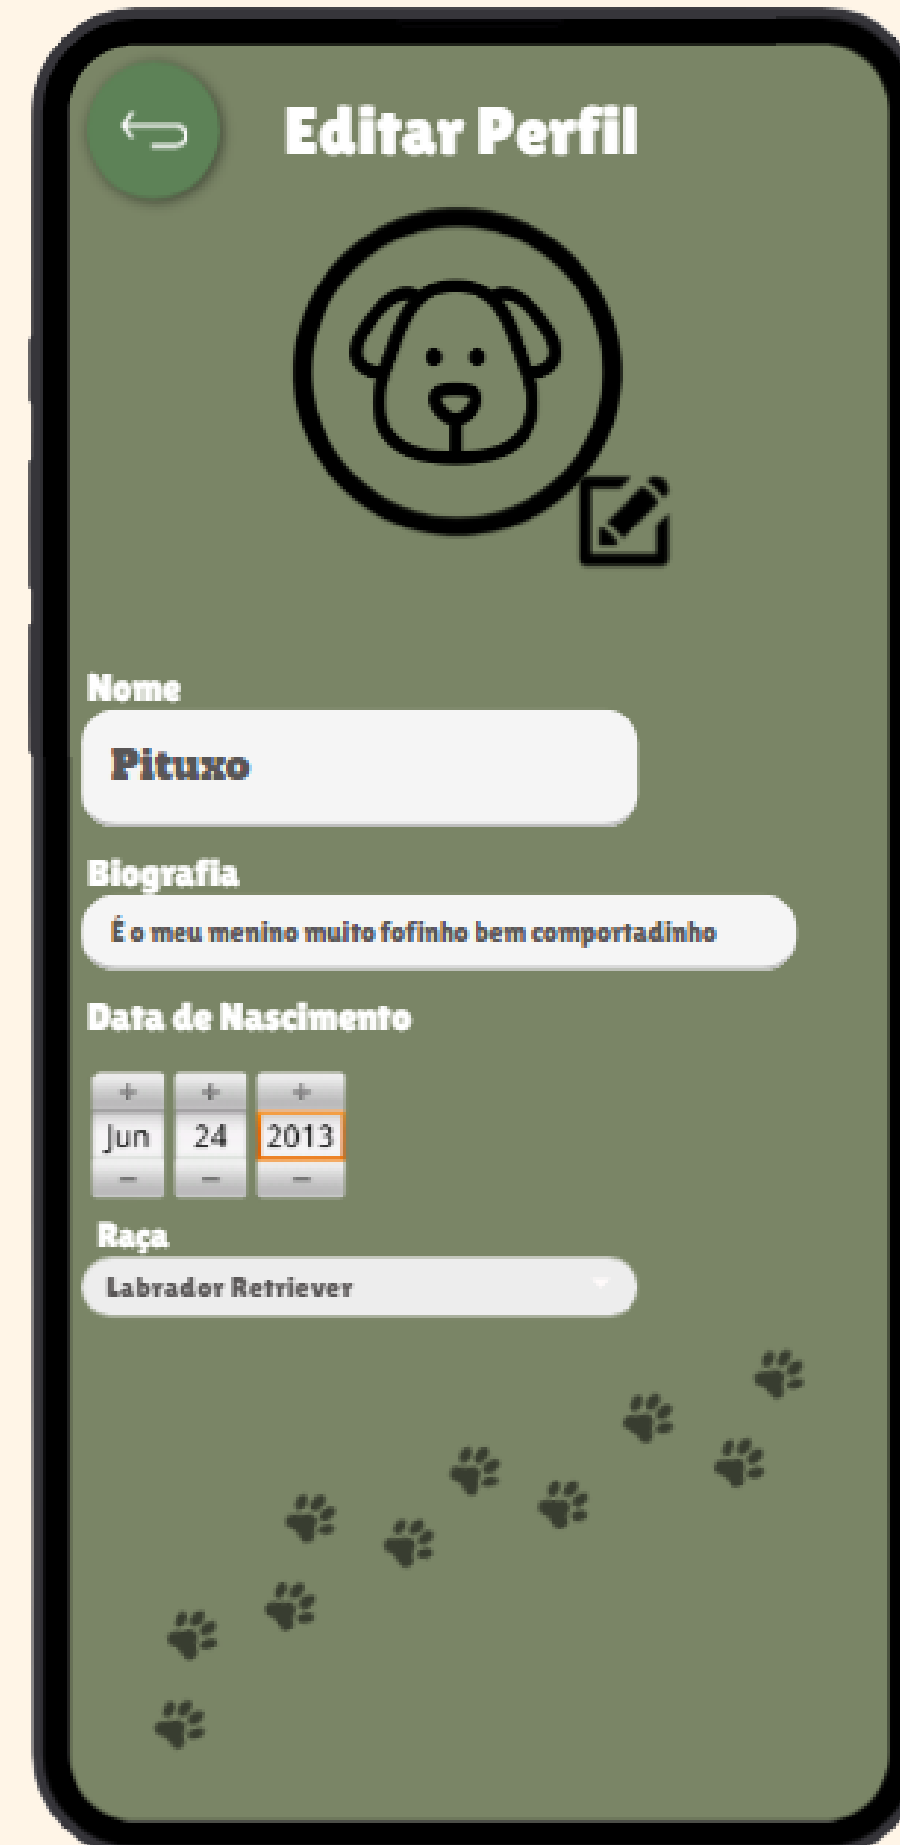 Editar Perfil
Nome
Pituxo
Biografia
É o meu menino muito fofinho bem comportadinho
Data de Nascimento
+ + +
Jun 24 2013
− − −
Raça
Labrador Retriever